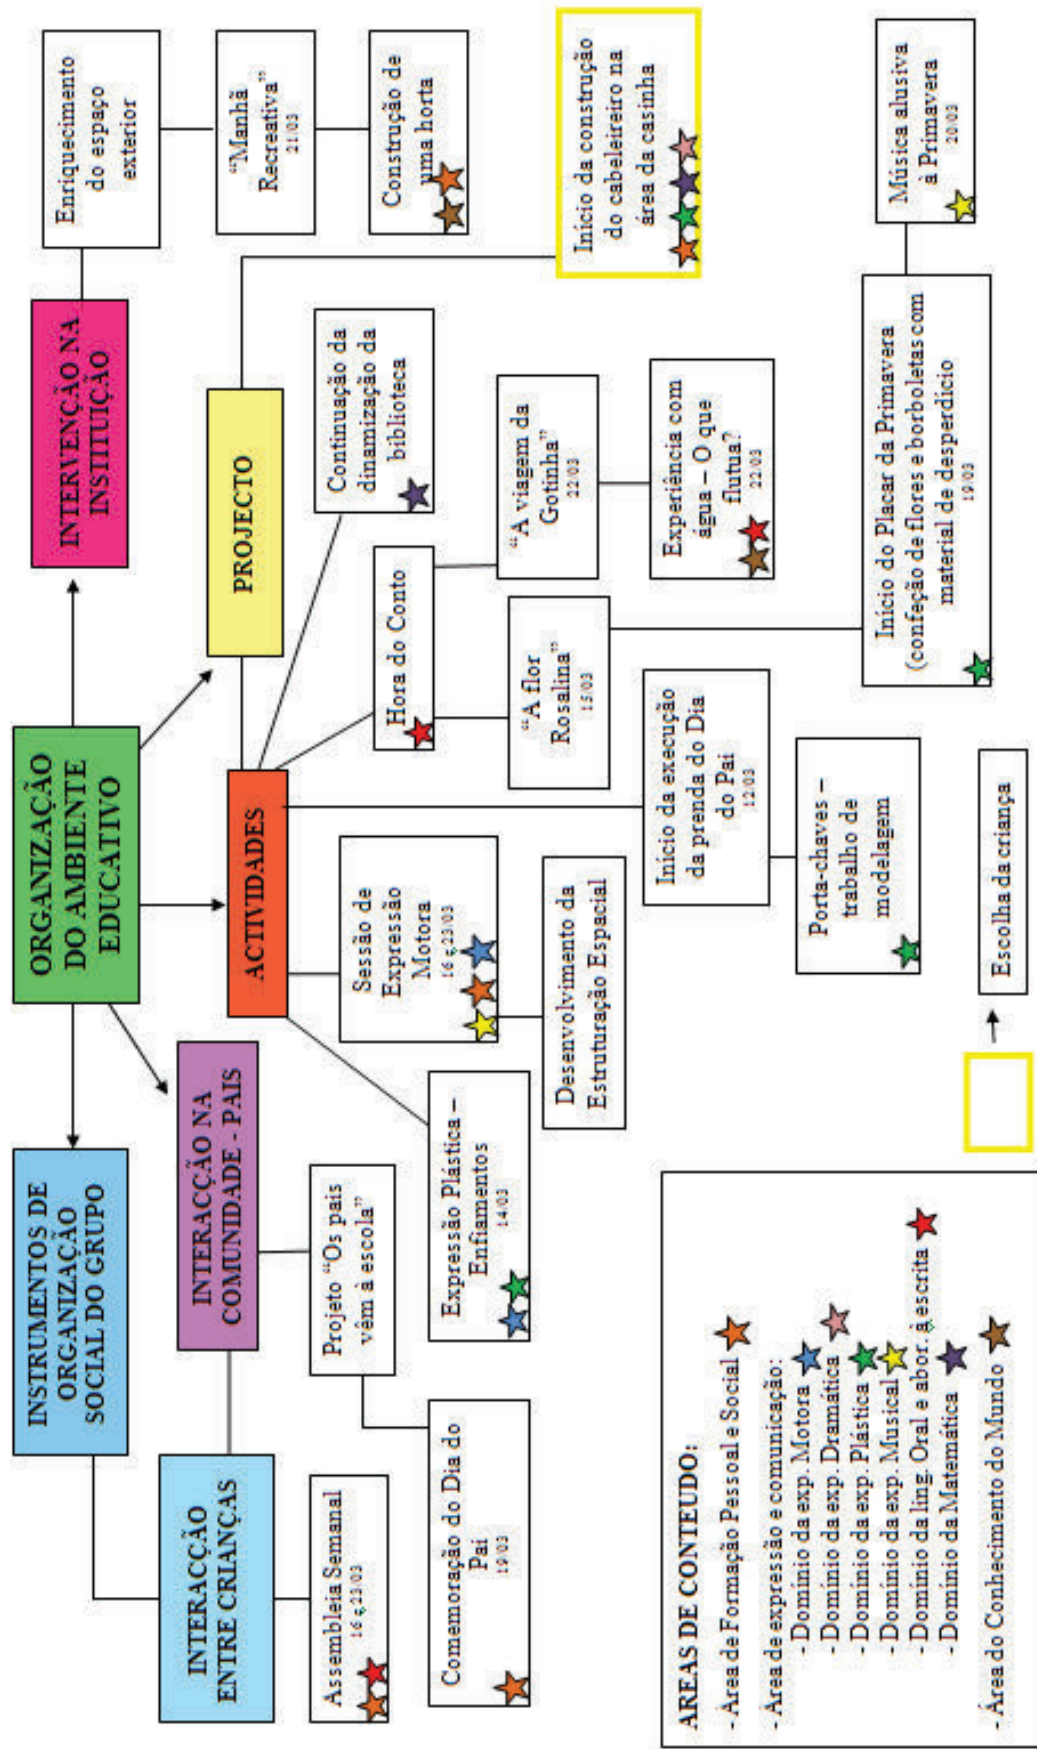 ORGANIZAÇÃO
DO AMBIENTE
EDUCATIVO
INSTRUMENTOS DE
ORGANIZAÇÃO
SOCIAL DO GRUPO
INTERVENÇÃO NA
INSTITUIÇÃO
Enriquecimento
do espaço
exterior
INTERACÇÃO
ENTRE CRIANÇAS
INTERACÇÃO NA
COMUNIDADE - PAIS
ACTIVIDADES
PROJECTO
"Manhã
Recreativa"
21/03
Construção de
uma horta
Assembleia Semanal
16 e 23/03
Projeto "Os pais
vêm à escola"
Sessão de
Expressão
Motora
16 e 23/03
Hora do Conto
Continuação da
dinamização da
biblioteca
Comemoração do Dia do
Pai
19/03
Expressão Plástica –
Enfiamentos
14/03
"A flor
Rosalina"
15/03
"A viagem da
Gotinha"
22/03
Início da construção
do cabeleireiro na
área da casinha
Desenvolvimento da
Estruturação Espacial
Início da execução
da prenda do Dia
do Pai
12/03
Experiência com
água – O que
flutua?
22/03
Porta-chaves –
trabalho de
modelagem
Início do Placar da Primavera
(confeção de flores e borboletas com
material de desperdício
19/03
Música alusiva
à Primavera
20/03
AREAS DE CONTEUDO:
- Área de Formação Pessoal e Social
- Área de expressão e comunicação:
- Domínio da exp. Motora
- Domínio da exp. Dramática
- Domínio da exp. Plástica
- Domínio da exp. Musical
- Domínio da ling. Oral e abor. à escrita
- Domínio da Matemática
- Área do Conhecimento do Mundo
Escolha da criança